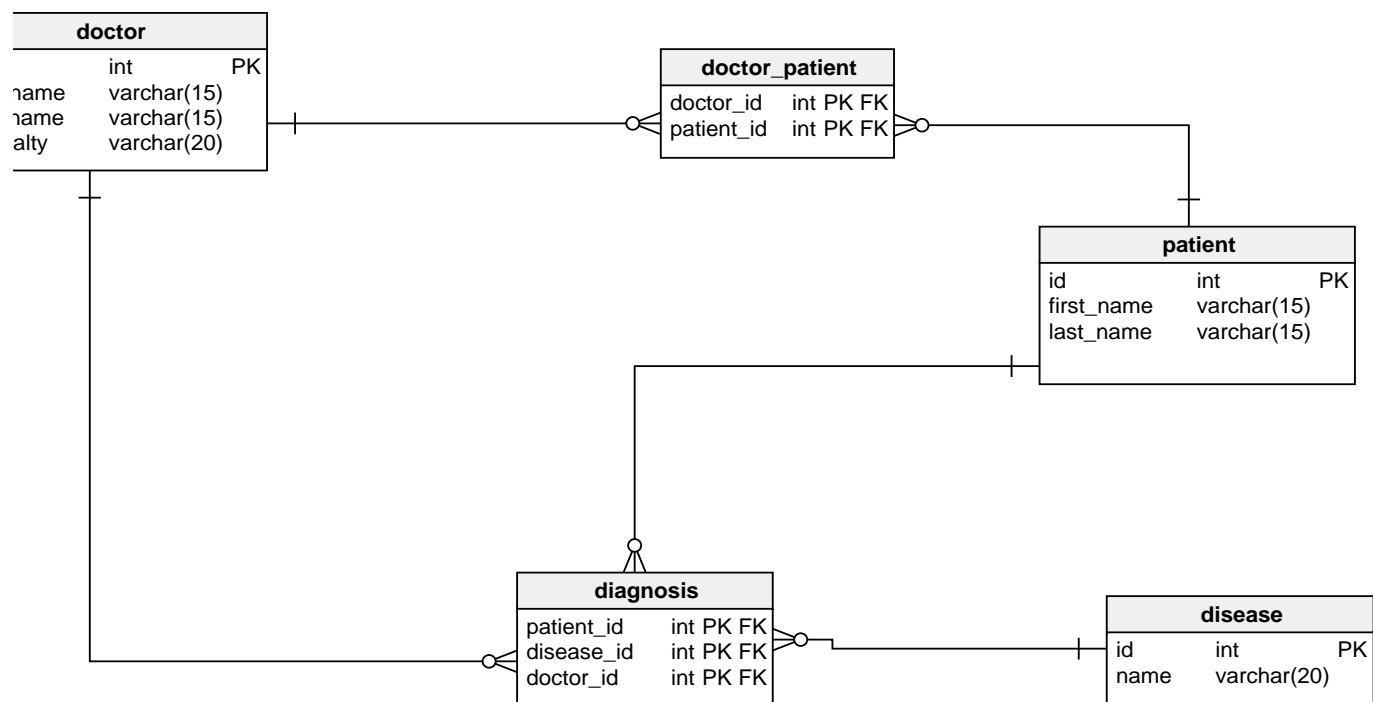 doctor
int PK
name varchar(15)
name varchar(15)
alty varchar(20)
doctor_patient
doctor_id int PK FK
patient_id int PK FK
patient
id int PK
first_name varchar(15)
last_name varchar(15)
diagnosis
patient_id int PK FK
disease_id int PK FK
doctor_id int PK FK
disease
id int PK
name varchar(20)